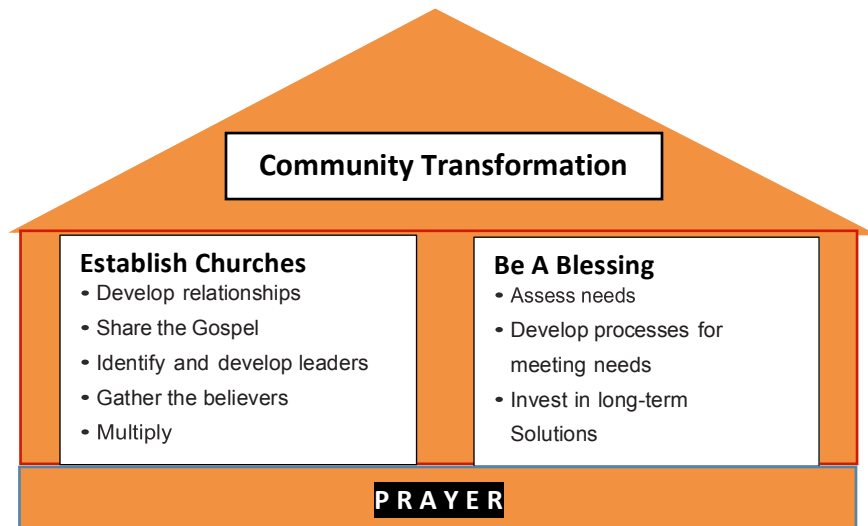 Community Transformation
Establish Churches
• Develop relationships
• Share the Gospel
• Identify and develop leaders
• Gather the believers
• Multiply
Be A Blessing
• Assess needs
• Develop processes for
meeting needs
• Invest in long-term
Solutions
PRAYER